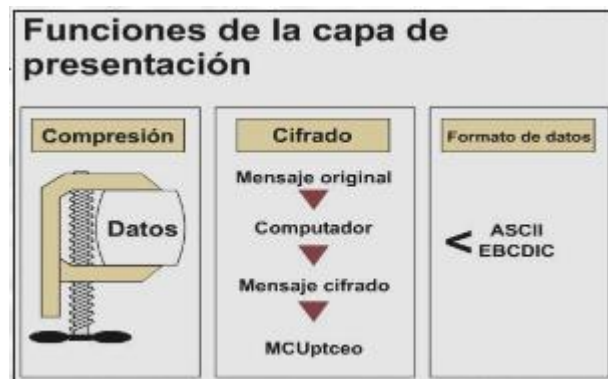 Funciones de la capa de
presentación
Compresión
Datos
Cifrado
Mensaje original
Computador
Mensaje cifrado
MCUptceo
Formato de datos
< ASCII
EBCDIC